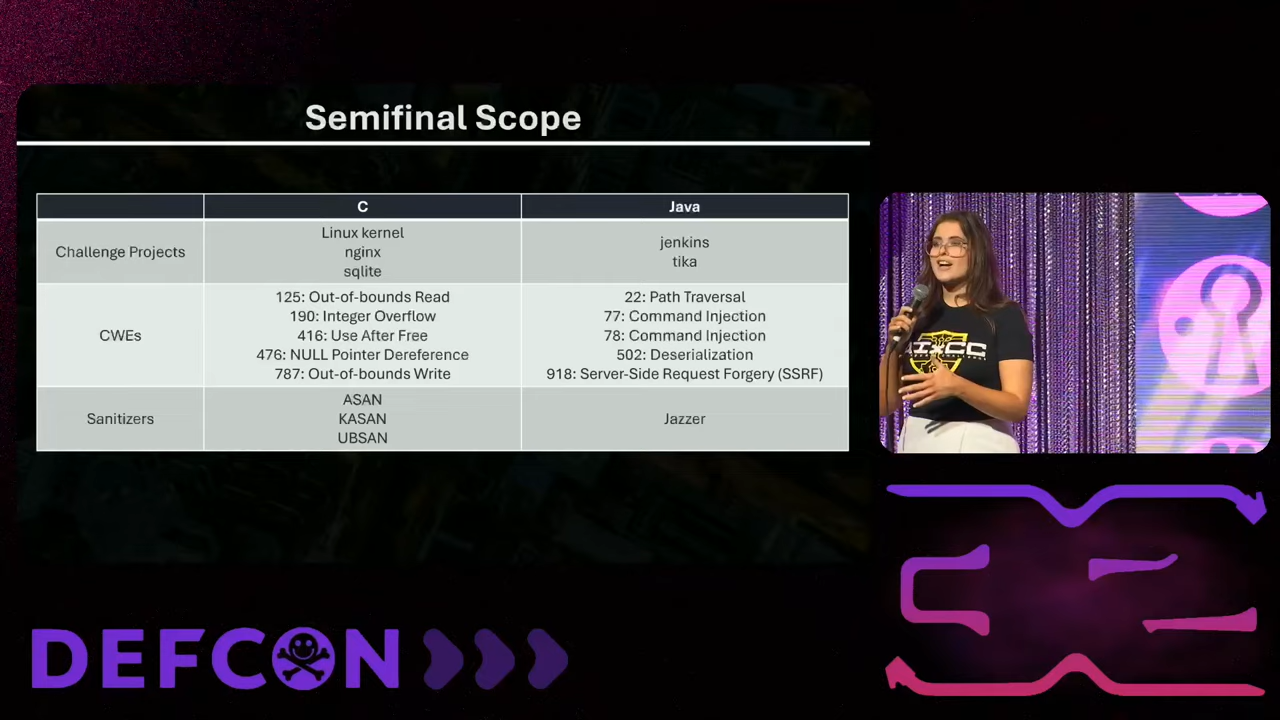 Semifinal Scope
C
Java
Challenge Projects
Linux kernel
nginx
sqlite
jenkins
tika
CWEs
125: Out-of-bounds Read
190: Integer Overflow
416: Use After Free
476: NULL Pointer Dereference
787: Out-of-bounds Write
22: Path Traversal
77: Command Injection
78: Command Injection
502: Deserialization
918: Server-Side Request Forgery (SSRF)
Sanitizers
ASAN
KASAN
UBSAN
Jazzer
AIxCC
DEFCON
32